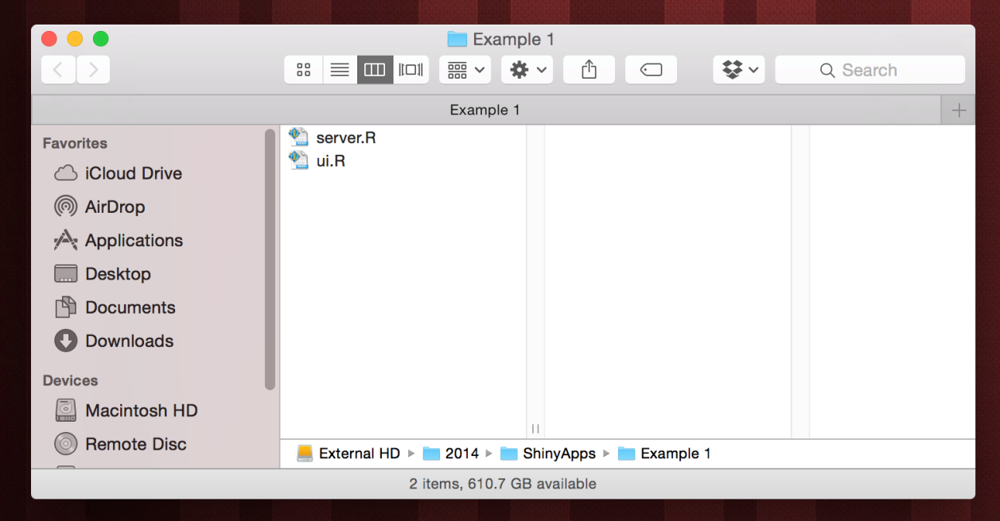 Example 1
Search
Example 1
Favorites
iCloud Drive
AirDrop
Applications
Desktop
Documents
Downloads
Devices
Macintosh HD
Remote Disc
server.R
ui.R
External HD 2014 ShinyApps Example 1
2 items, 610.7 GB available